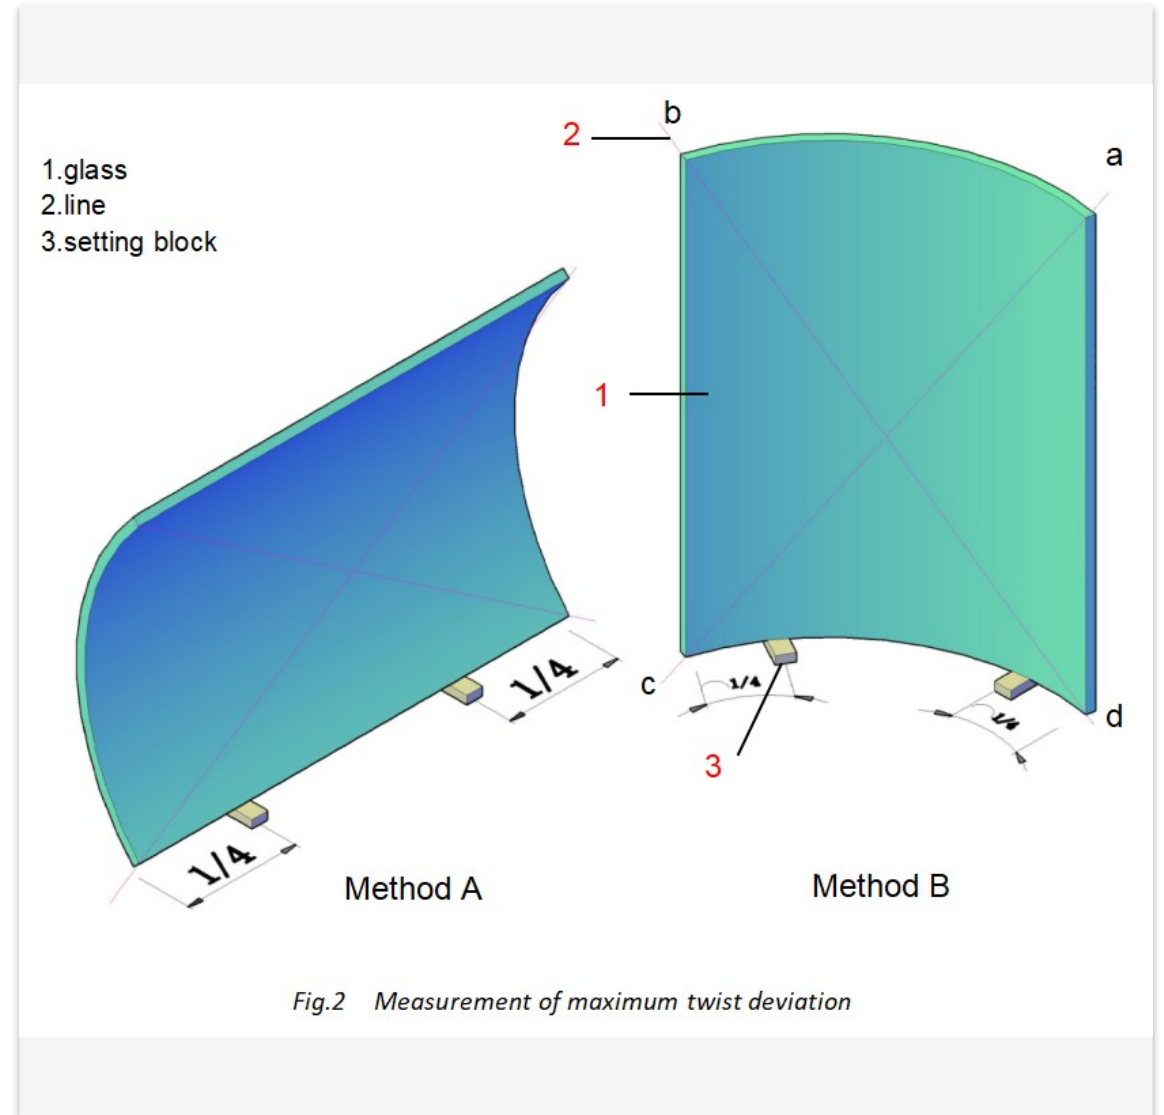 b
2
a
1.glass
2.line
3.setting block
1
1/4
c
1/4
d
1/4
3
1/4
Method A
Method B
Fig.2 Measurement of maximum twist deviation